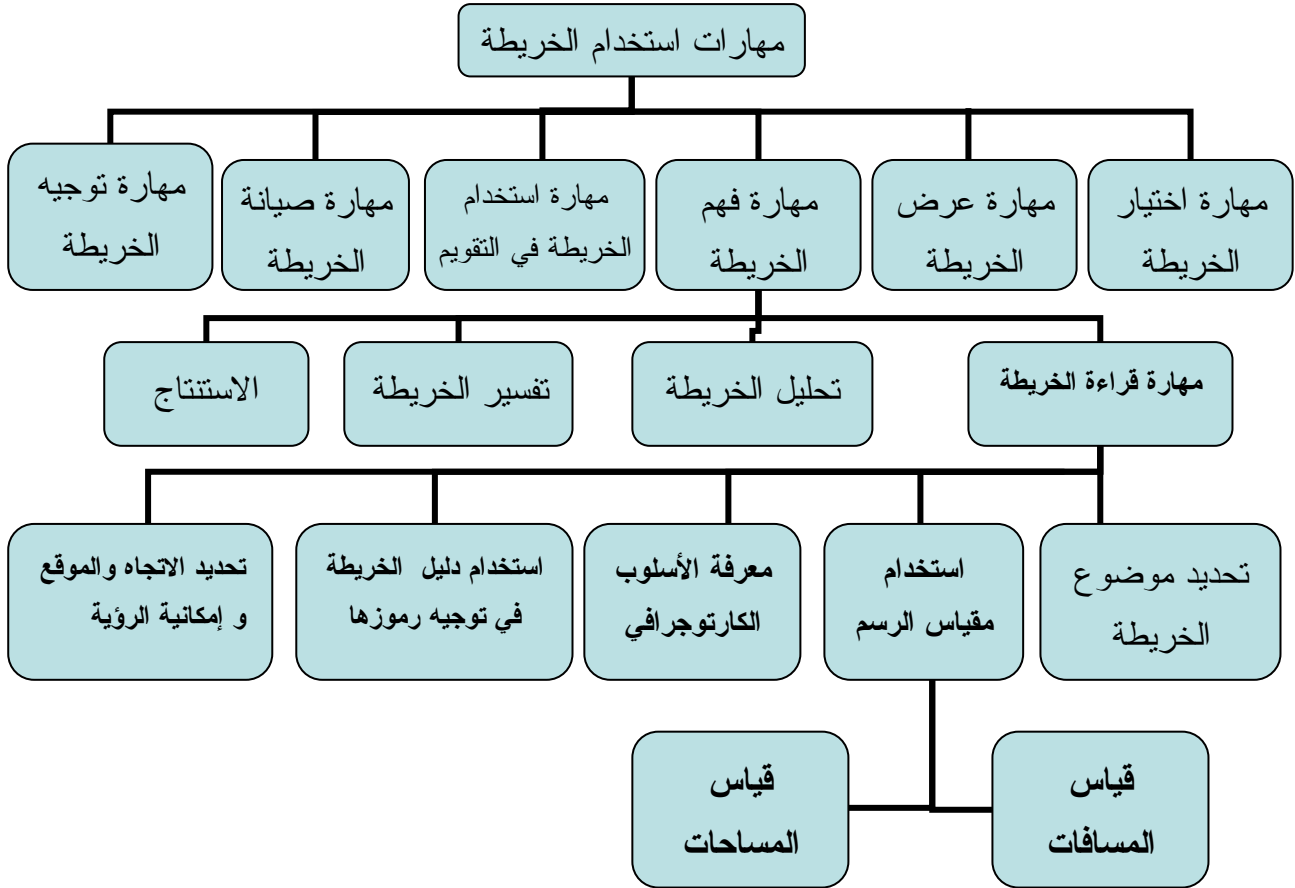 مهارات استخدام الخريطة
مهارة اختيار
الخريطة
مهارة عرض
الخريطة
مهارة فهم
الخريطة
مهارة استخدام
الخريطة في التقويم
مهارة صيانة
الخريطة
مهارة توجيه
الخريطة
مهارة قراءة الخريطة
تحليل الخريطة
تفسير الخريطة
الاستنتاج
تحديد موضوع
الخريطة
استخدام
مقياس الرسم
معرفة الأسلوب
الكارتوجرافي
استخدام دليل الخريطة
في توجيه رموزها
تحديد الاتجاه والموقع
و إمكانية الرؤية
قياس
المسافات
قياس
المساحات